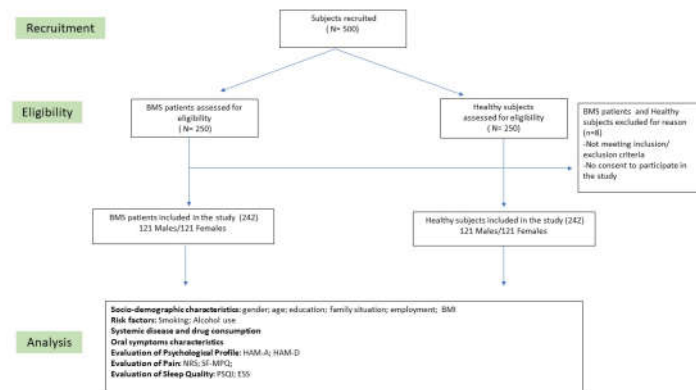 Recruitment
Subjects recruited
( N= 500)
Eligibility
BMS patients assessed for
eligibility
( N= 250)
Healthy subjects
assessed for eligibility
( N= 250)
BMS patients and Healthy
subjects excluded for reason
(n=8)
-Not meeting inclusion/
exclusion criteria
-No consent to participate in
the study
BMS patients included in the study (242)
121 Males/121 Females
Healthy subjects included in the study (242)
121 Males/121 Females
Analysis
Socio-demographic characteristics: gender; age; education; family situation; employment; BMI
Risk factors: Smoking; Alcohol use
Systemic disease and drug consumption
Oral symptoms characteristics
Evaluation of Psychological Profile: HAM-A; HAM-D
Evaluation of Pain: NRS; SF-MPQ;
Evaluation of Sleep Quality: PSQI; ESS